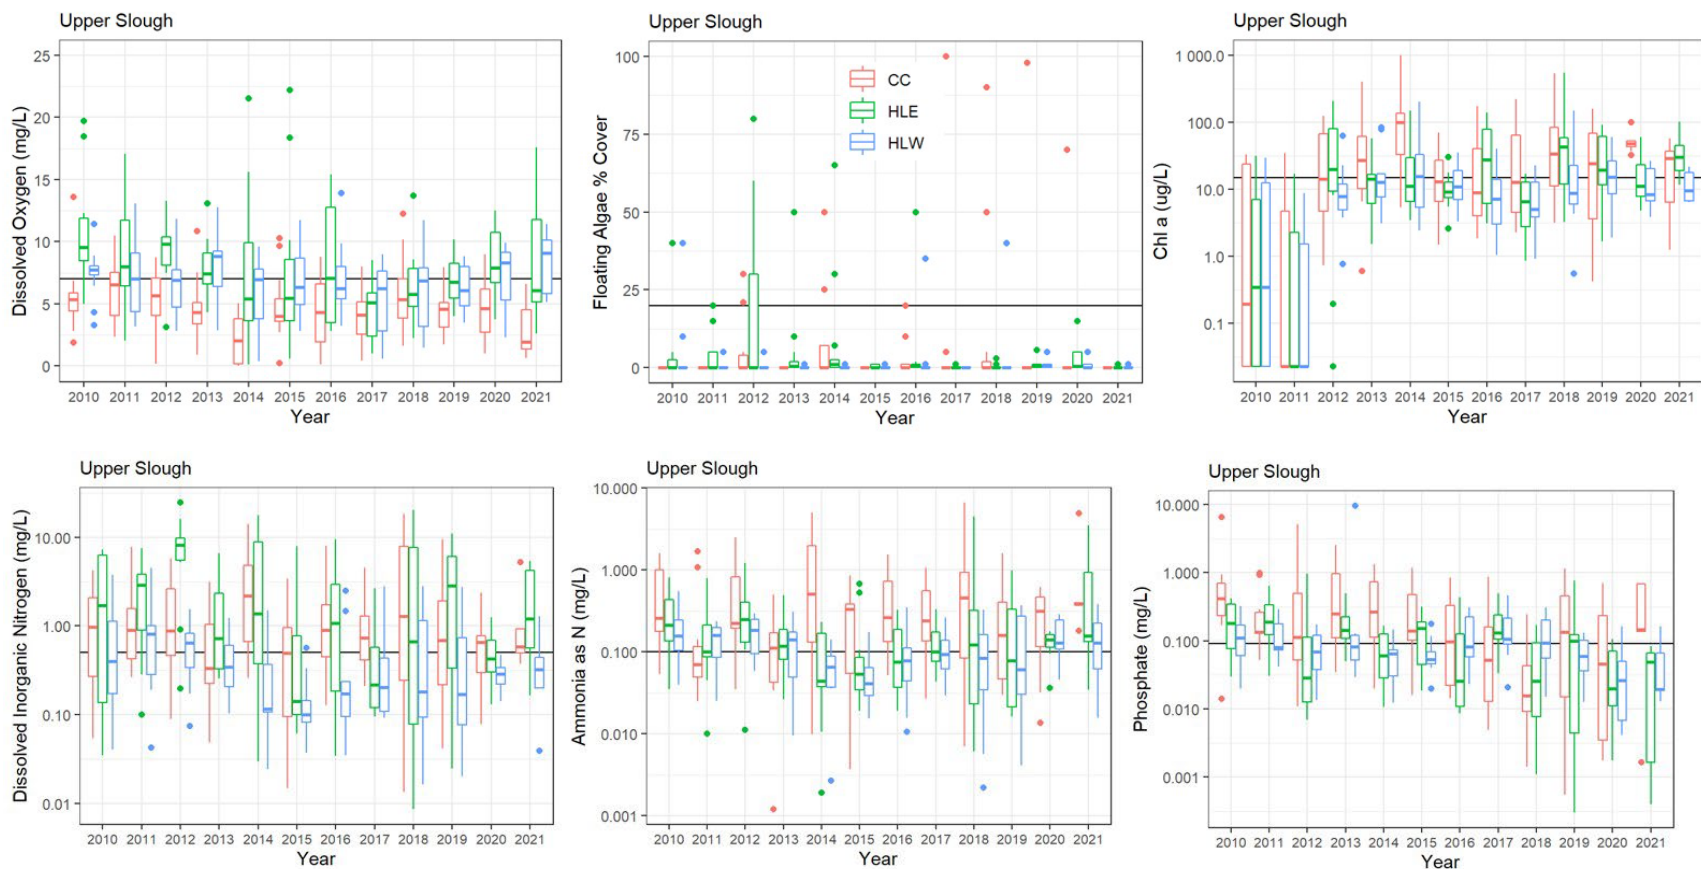 Upper Slough
Dissolved Oxygen (mg/L)
25
20
15
10
5
0
2010 2011 2012 2013 2014 2015 2016 2017 2018 2019 2020 2021
Year
Upper Slough
Floating Algae % Cover
100
75
50
25
0
CC
HLE
HLW
2010 2011 2012 2013 2014 2015 2016 2017 2018 2019 2020 2021
Year
Upper Slough
Chl a (ug/L)
1 000.0
100.0
10.0
1.0
0.1
2010 2011 2012 2013 2014 2015 2016 2017 2018 2019 2020 2021
Year
Upper Slough
Dissolved Inorganic Nitrogen (mg/L)
10.00
1.00
0.10
0.01
2010 2011 2012 2013 2014 2015 2016 2017 2018 2019 2020 2021
Year
Upper Slough
Ammonia as N (mg/L)
10.000
1.000
0.100
0.010
0.001
2010 2011 2012 2013 2014 2015 2016 2017 2018 2019 2020 2021
Year
Upper Slough
Phosphate (mg/L)
10.000
1.000
0.100
0.010
0.001
2010 2011 2012 2013 2014 2015 2016 2017 2018 2019 2020 2021
Year